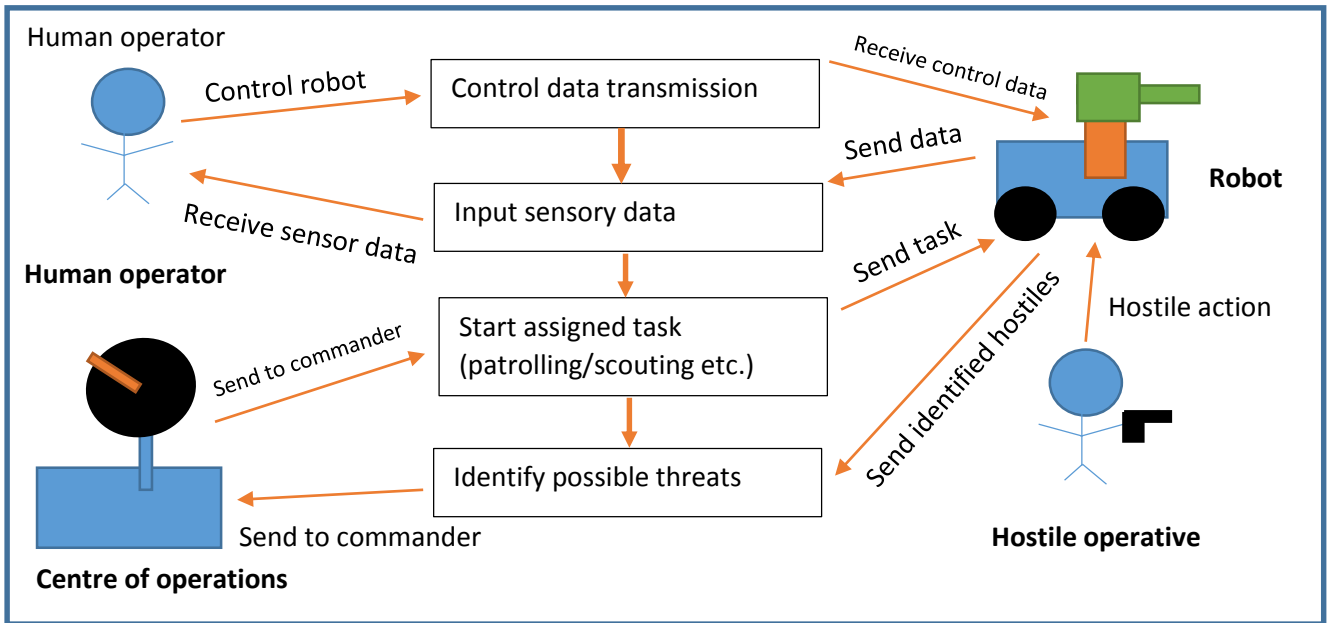 Human operator
Control robot
Control data transmission
Receive control data
Send data
Robot
Input sensory data
Receive sensor data
Human operator
Send task
Send identified hostiles
Hostile action
Start assigned task
(patrolling/scouting etc.)
Send to commander
Identify possible threats
Send to commander
Hostile operative
Centre of operations